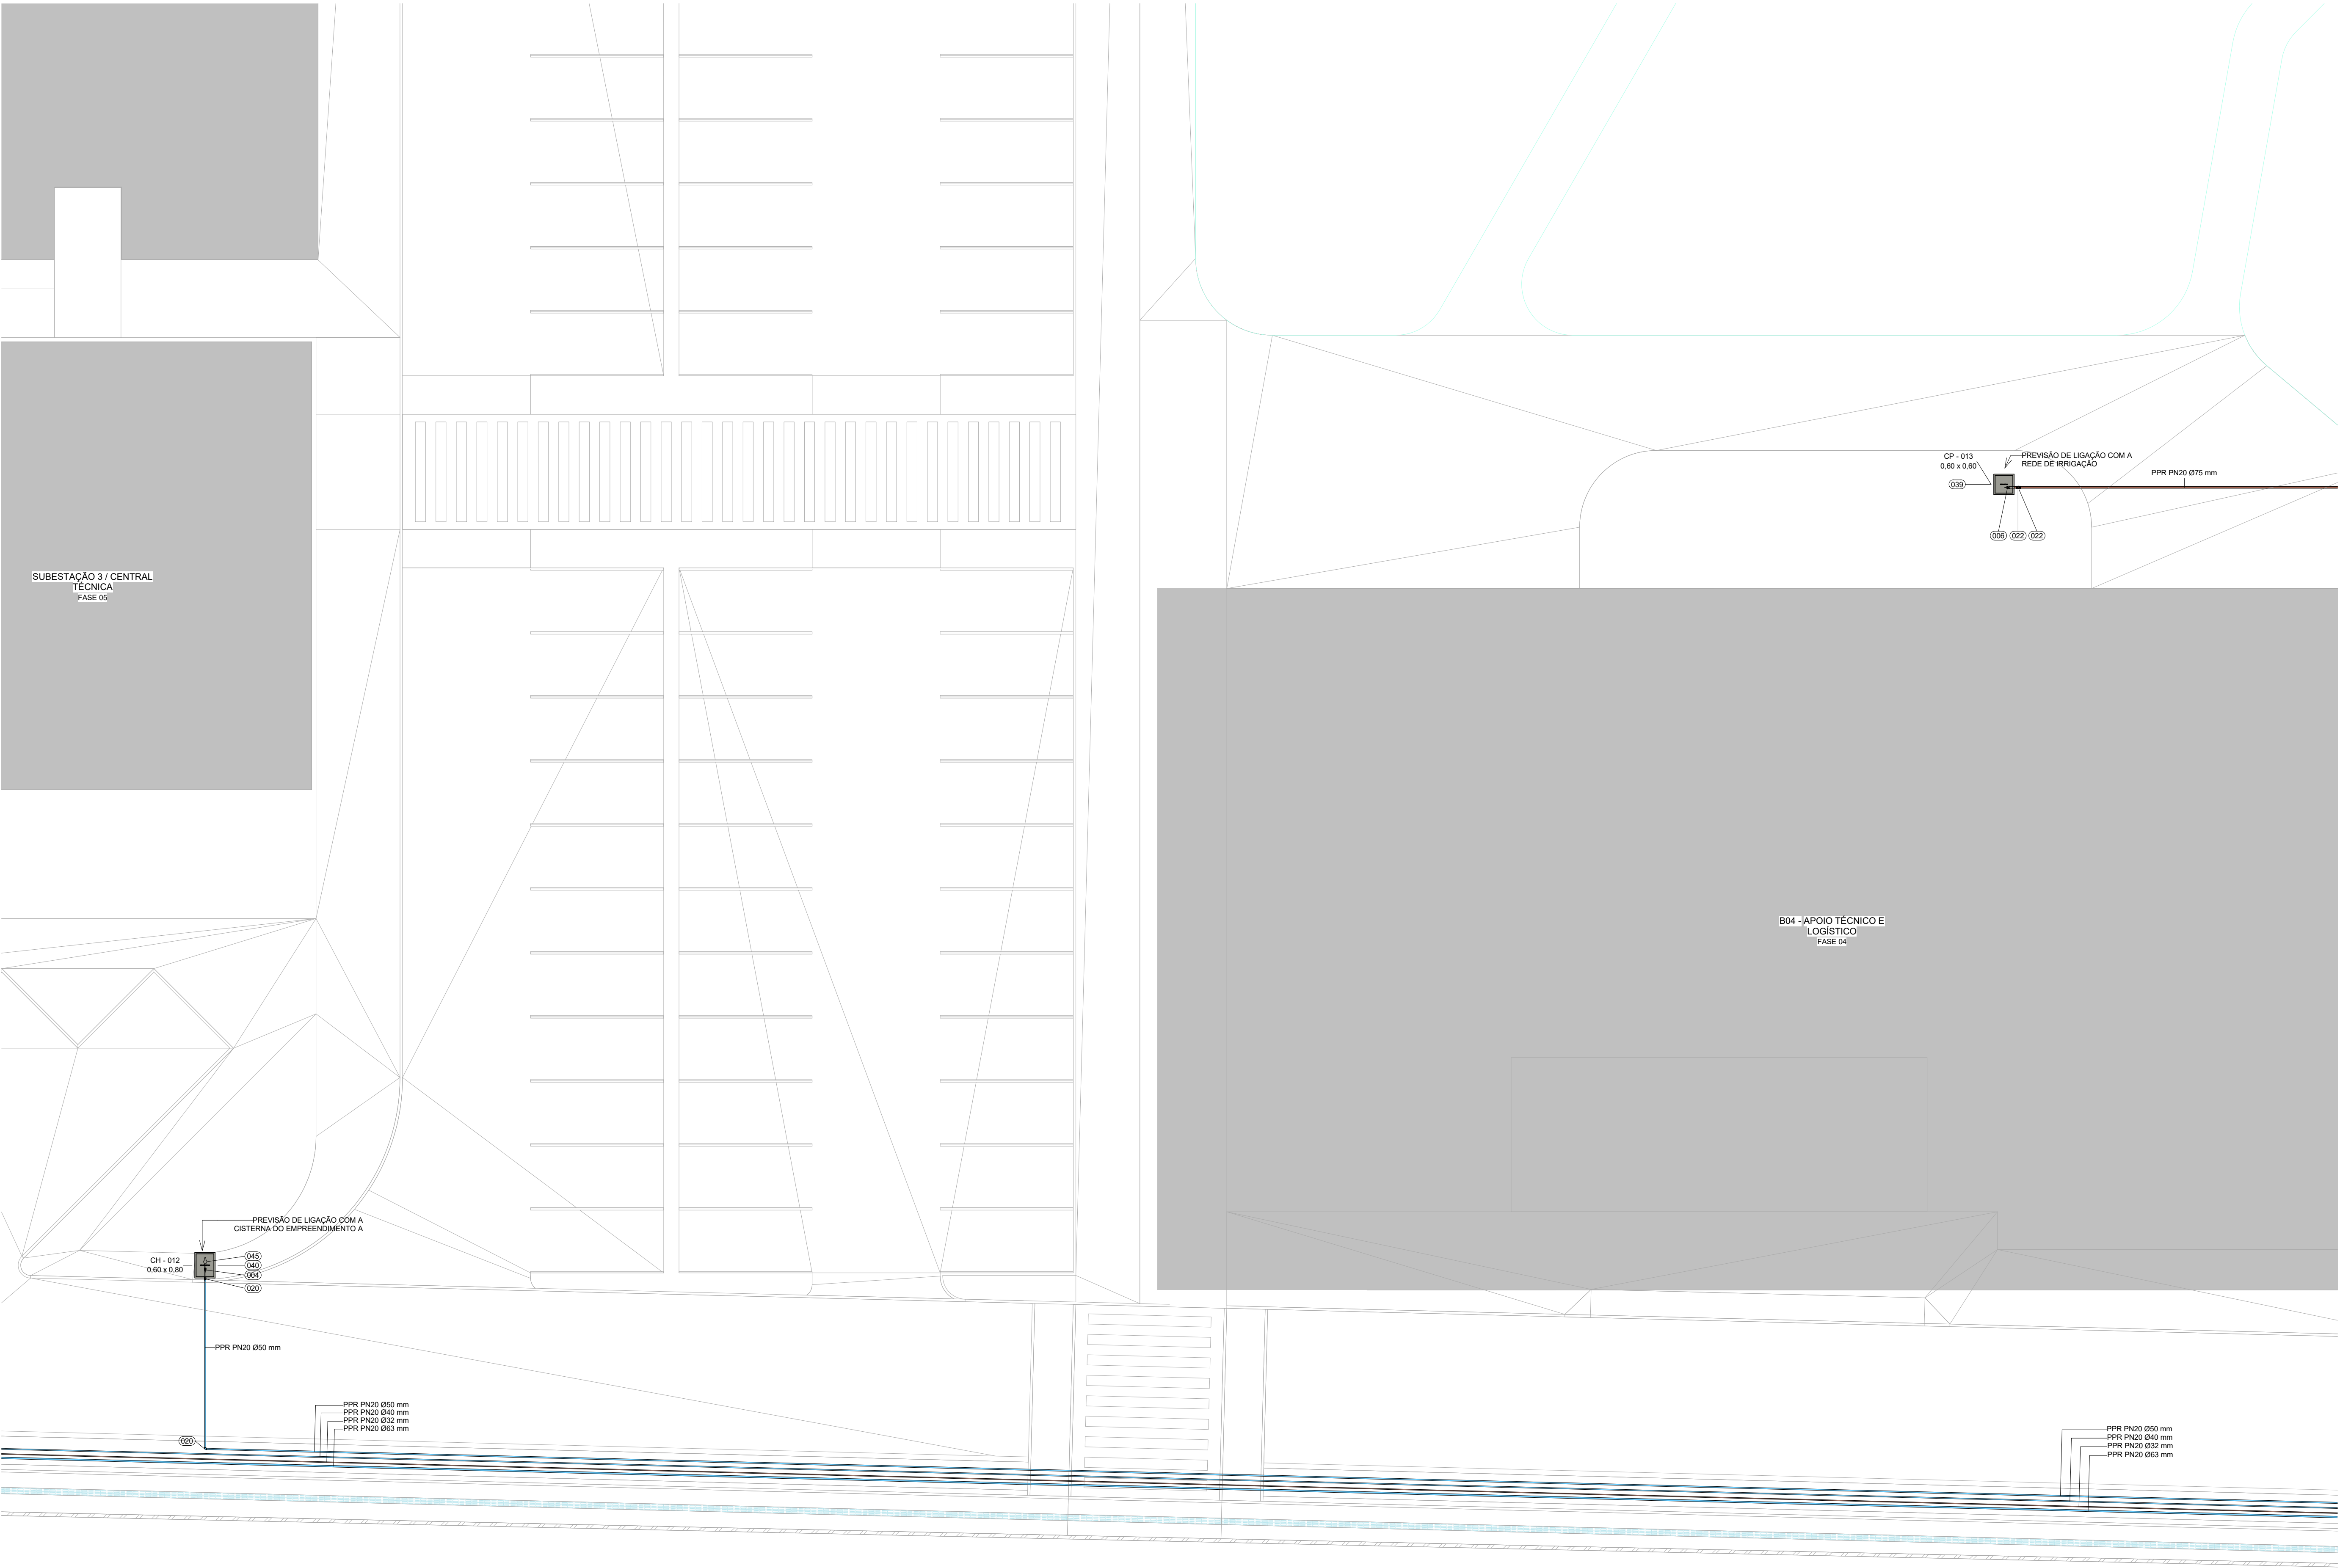 CP - 013
0,60 x 0,60
PREVISÃO DE LIGAÇÃO COM A
REDE DE IRRIGAÇÃO
PPR PN20 Ø75 mm
039
006
022
022
SUBESTAÇÃO 3 / CENTRAL
TÉCNICA
FASE 05
B04 - APOIO TÉCNICO E
LOGÍSTICO
FASE 04
PREVISÃO DE LIGAÇÃO COM A
CISTERNA DO EMPREENDIMENTO A
CH - 012
0,60 x 0,80
045
040
004
020
PPR PN20 Ø50 mm
020
PPR PN20 Ø50 mm
PPR PN20 Ø40 mm
PPR PN20 Ø32 mm
PPR PN20 Ø63 mm
PPR PN20 Ø50 mm
PPR PN20 Ø40 mm
PPR PN20 Ø32 mm
PPR PN20 Ø63 mm